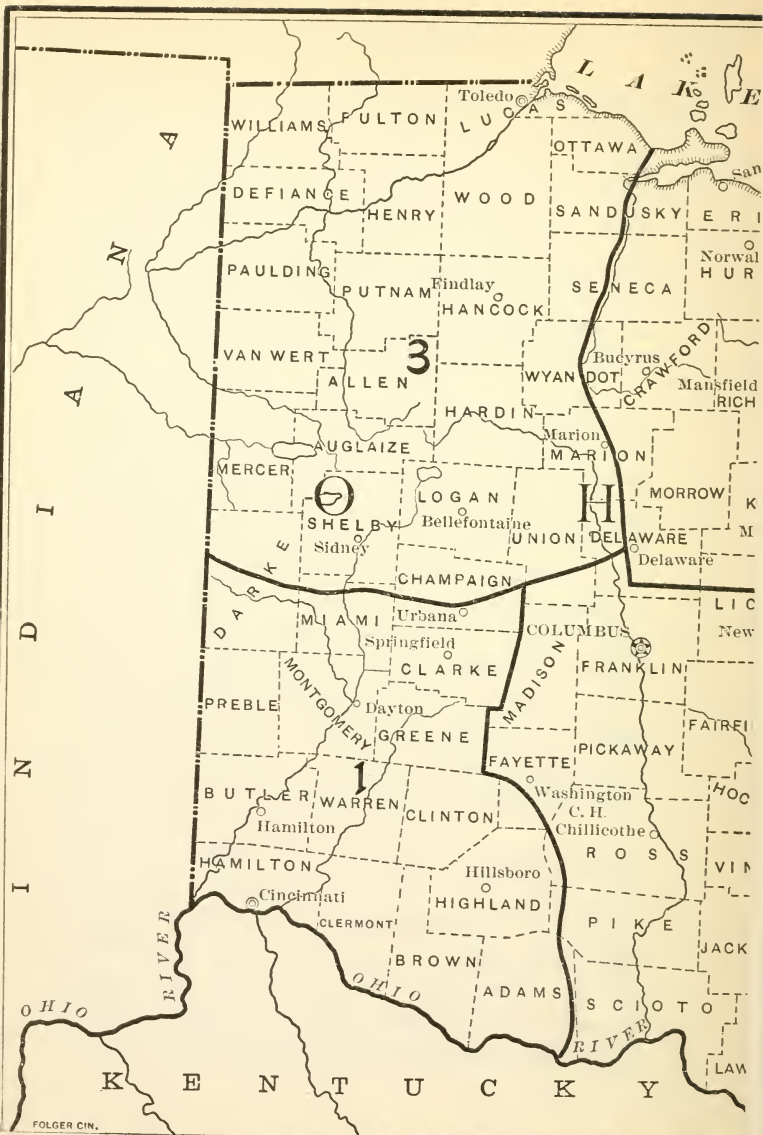 LAKE E
Toledo
LUCAS
WILLIAMS
FULTON
OTTAWA
San
DEFIANCE
HENRY
WOOD
SANDUSKY
ERI
Norwal
HUR
PAULDING
PUTNAM
Findlay
HANCOCK
SENECA
VAN WERT
ALLEN
3
WYANDOT
Bucyrus
CRAWFORD
Mansfield
RICH
HARDIN
Marion
MARION
AUGLAIZE
MERCER
MORROW
K
M
O
H
LOGAN
Bellefontaine
SHELBY
Sidney
UNION
DELAWARE
Delaware
DARKE
CHAMPAIGN
LIC
New
MIAMI
Urbana
Springfield
CLARKE
COLUMBUS
MADISON
FRANKLIN
MONTGOMERY
PREBLE
Dayton
GREENE
FAYETTE
PICKAWAY
FAIRFI
1
Washington
C. H.
HOC
BUTLER
Hamilton
WARREN
CLINTON
Chillicothe
ROSS
VIN
HAMILTON
Cincinnati
Hillsboro
HIGHLAND
CLERMONT
PIKE
JACK
BROWN
ADAMS
SCIOTO
LAW
OHIO RIVER
OHIO
RIVER
INDIANA
KENTUCKY
FOLGER CIN.